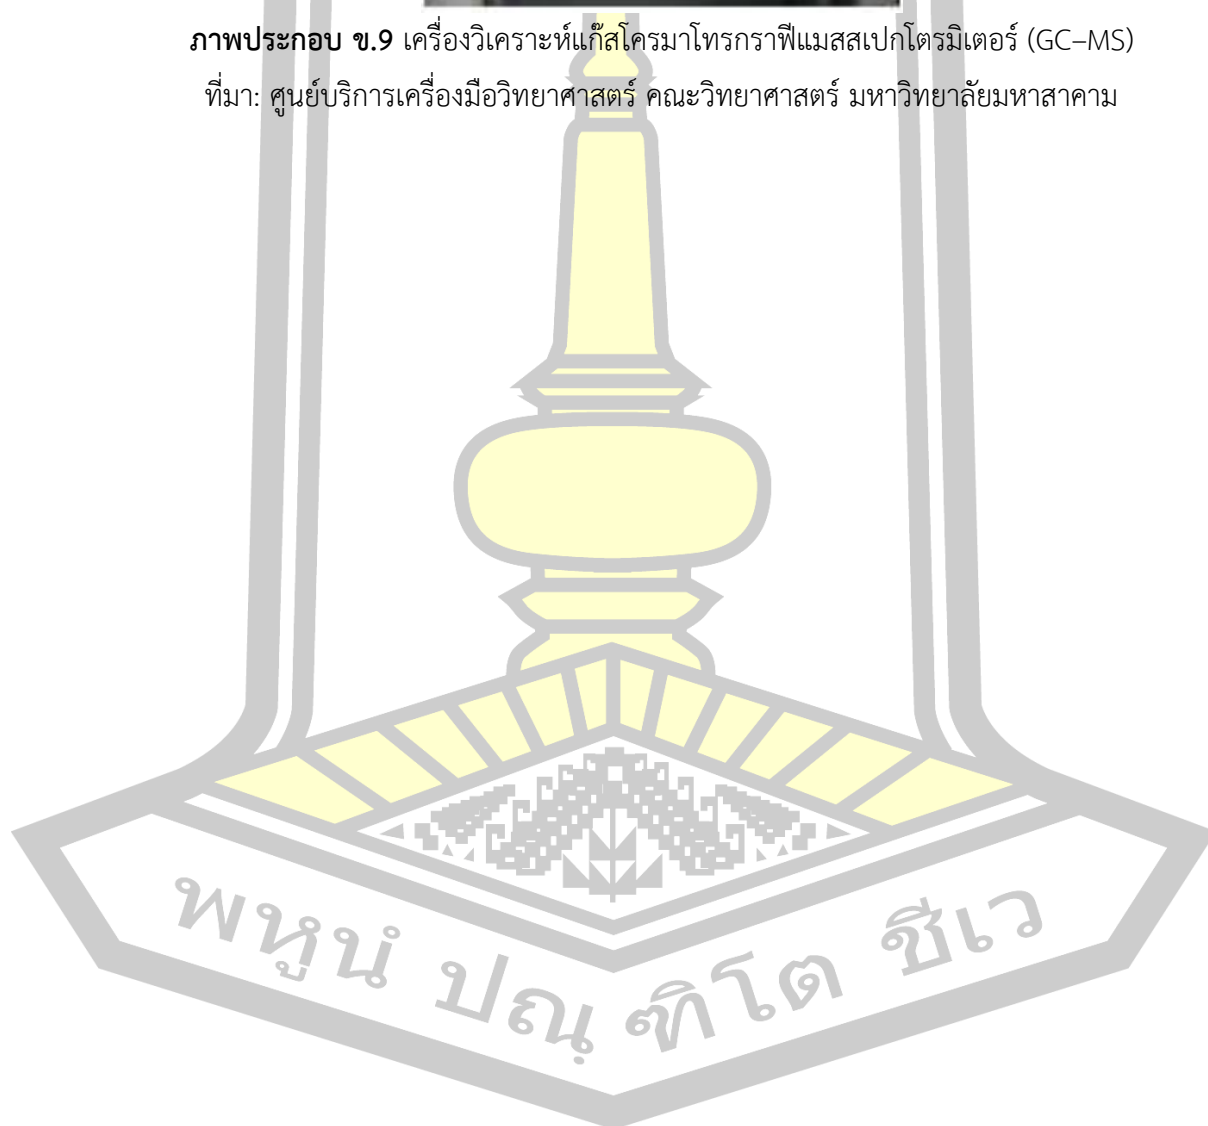 ภาพประกอบ ข.9 เครื่องวิเคราะห์แก๊สโครมาโทรกราฟีแมสสเปกโตรมิเตอร์ (GC–MS)
ที่มา: ศูนย์บริการเครื่องมือวิทยาศาสตร์ คณะวิทยาศาสตร์ มหาวิทยาลัยมหาสาคาม
พหูนํ ปณฺฑิโต ชีเว